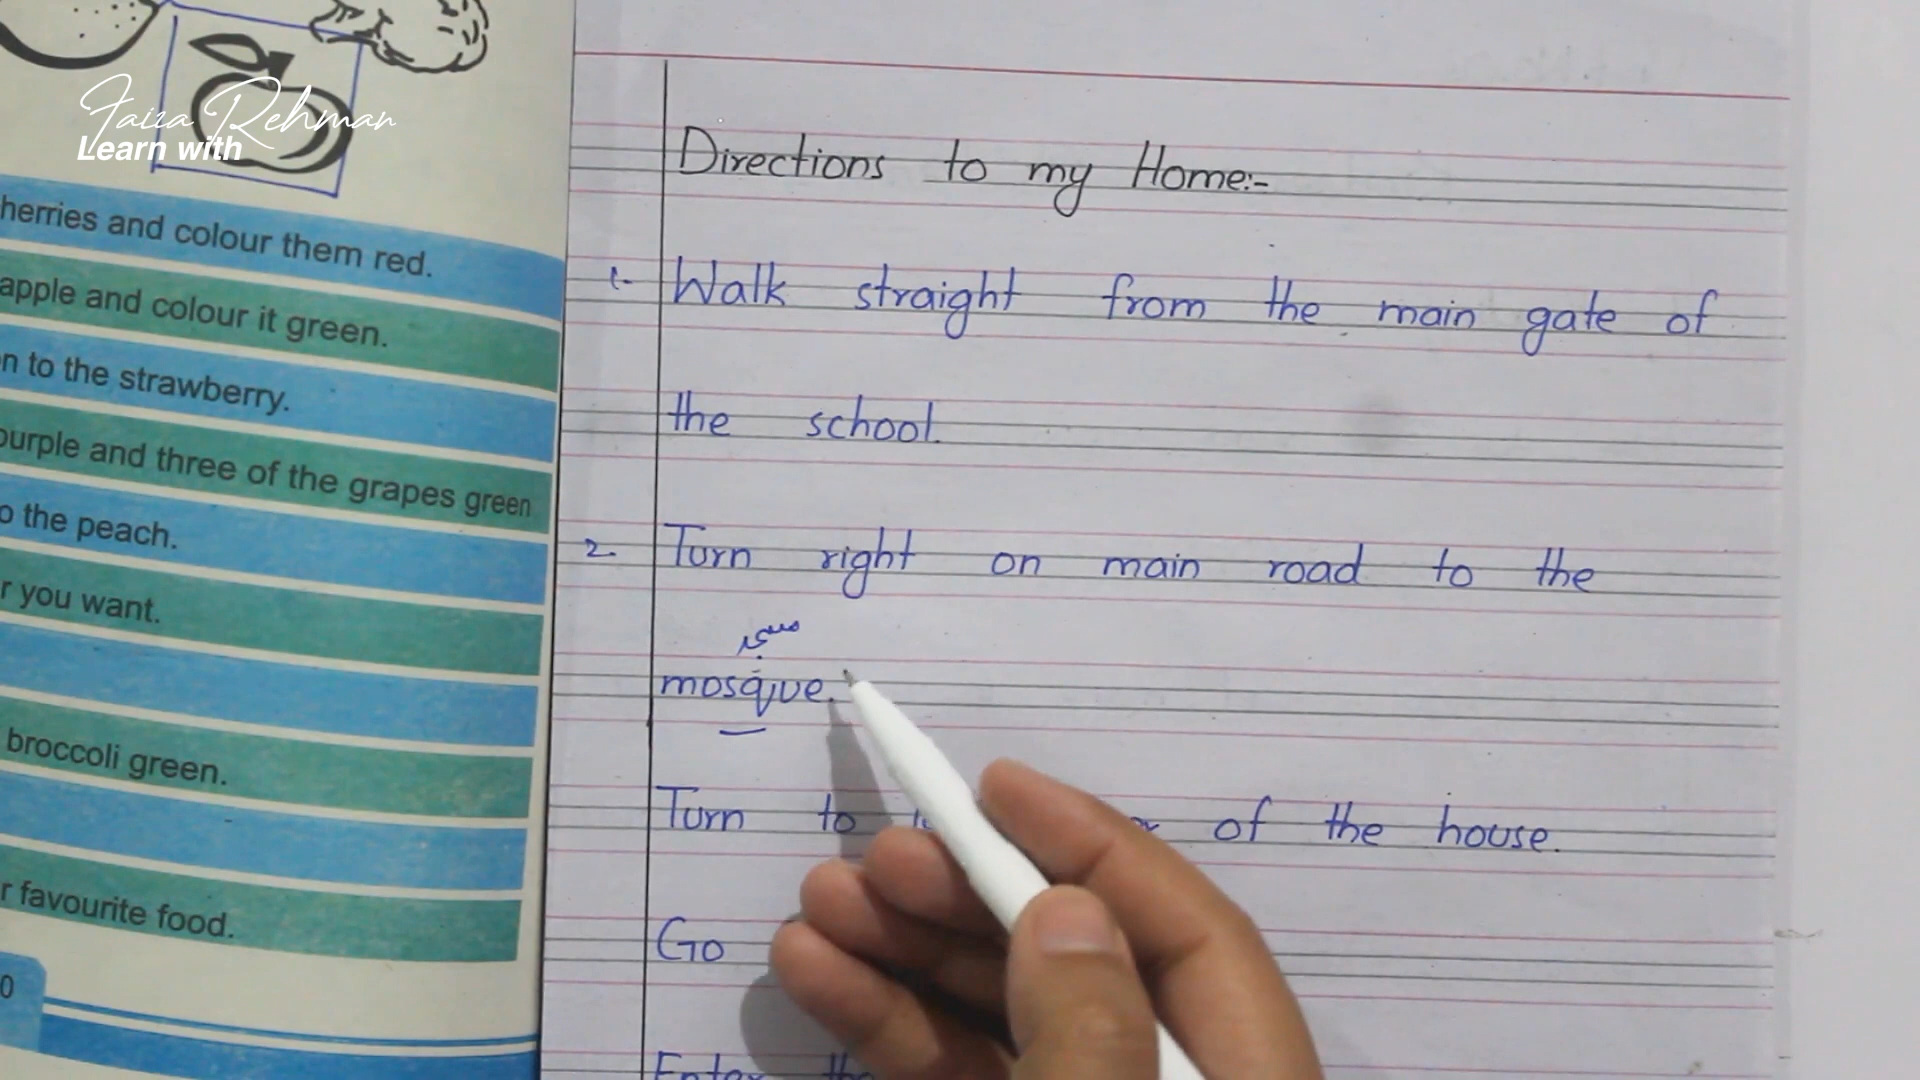 Faiza Rehman
Learn with
herries and colour them red.
apple and colour it green.
n to the strawberry.
purple and three of the grapes green
o the peach.
r you want.
broccoli green.
r favourite food.
0
Directions to my Home:-
1- Walk straight from the main gate of
the school.
2- Turn right on main road to the
مسجد
mosque.
Turn to of the house.
Go
Enter the